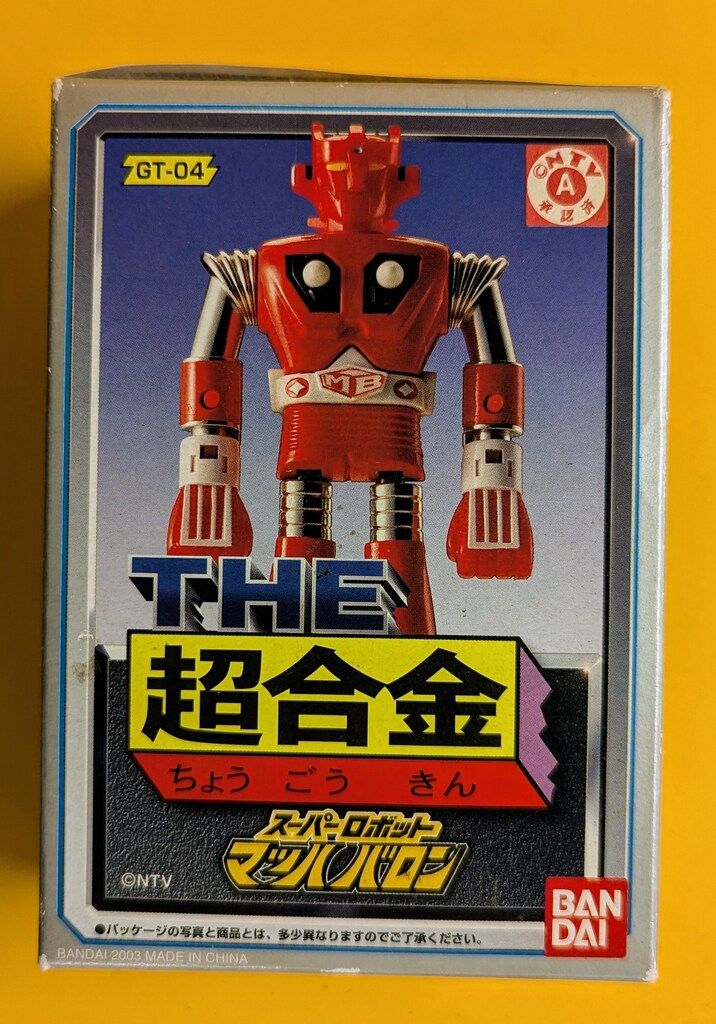 GT-04
©NTV
A
承認済
MB
THE
超合金
ちょう ごう きん
スーパーロボット
マッハバロン
©NTV
BAN
DAI
●パッケージの写真と商品とは、多少異なりますのでご了承ください。
BANDAI 2003 MADE IN CHINA